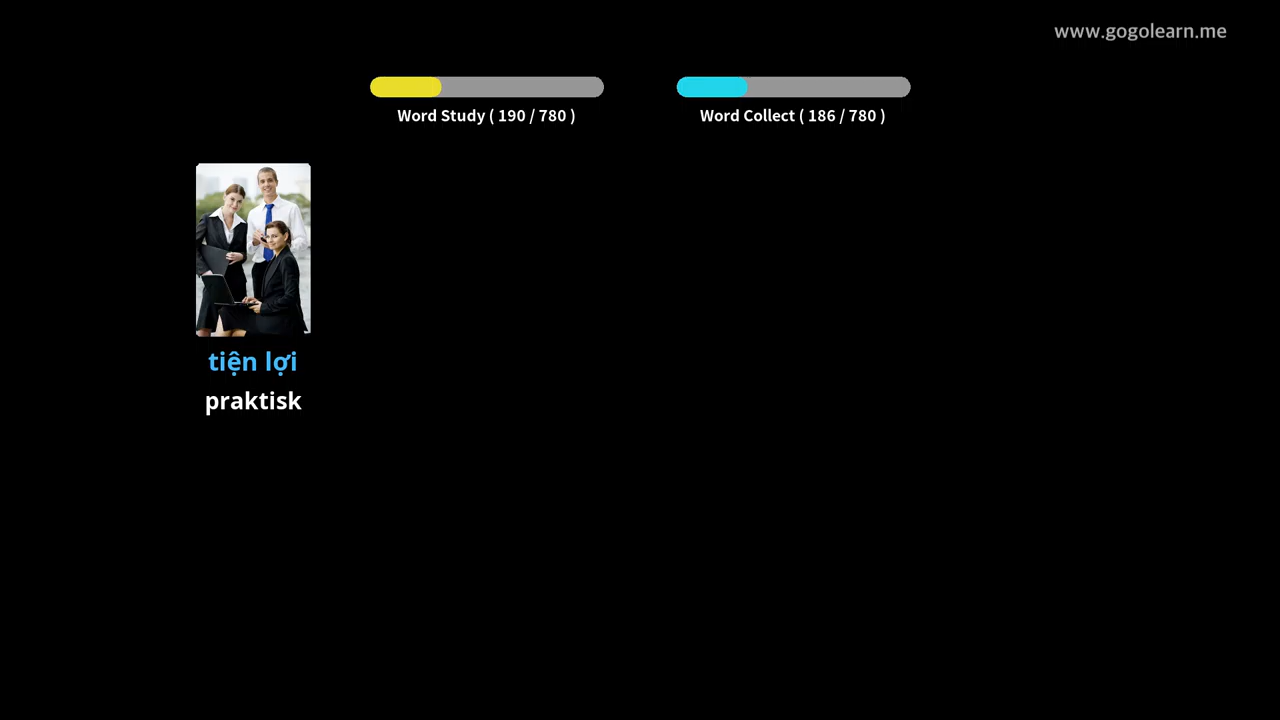 www.gogolearn.me
Word Study ( 190 / 780 )
Word Collect ( 186 / 780 )
tiện lợi
praktisk